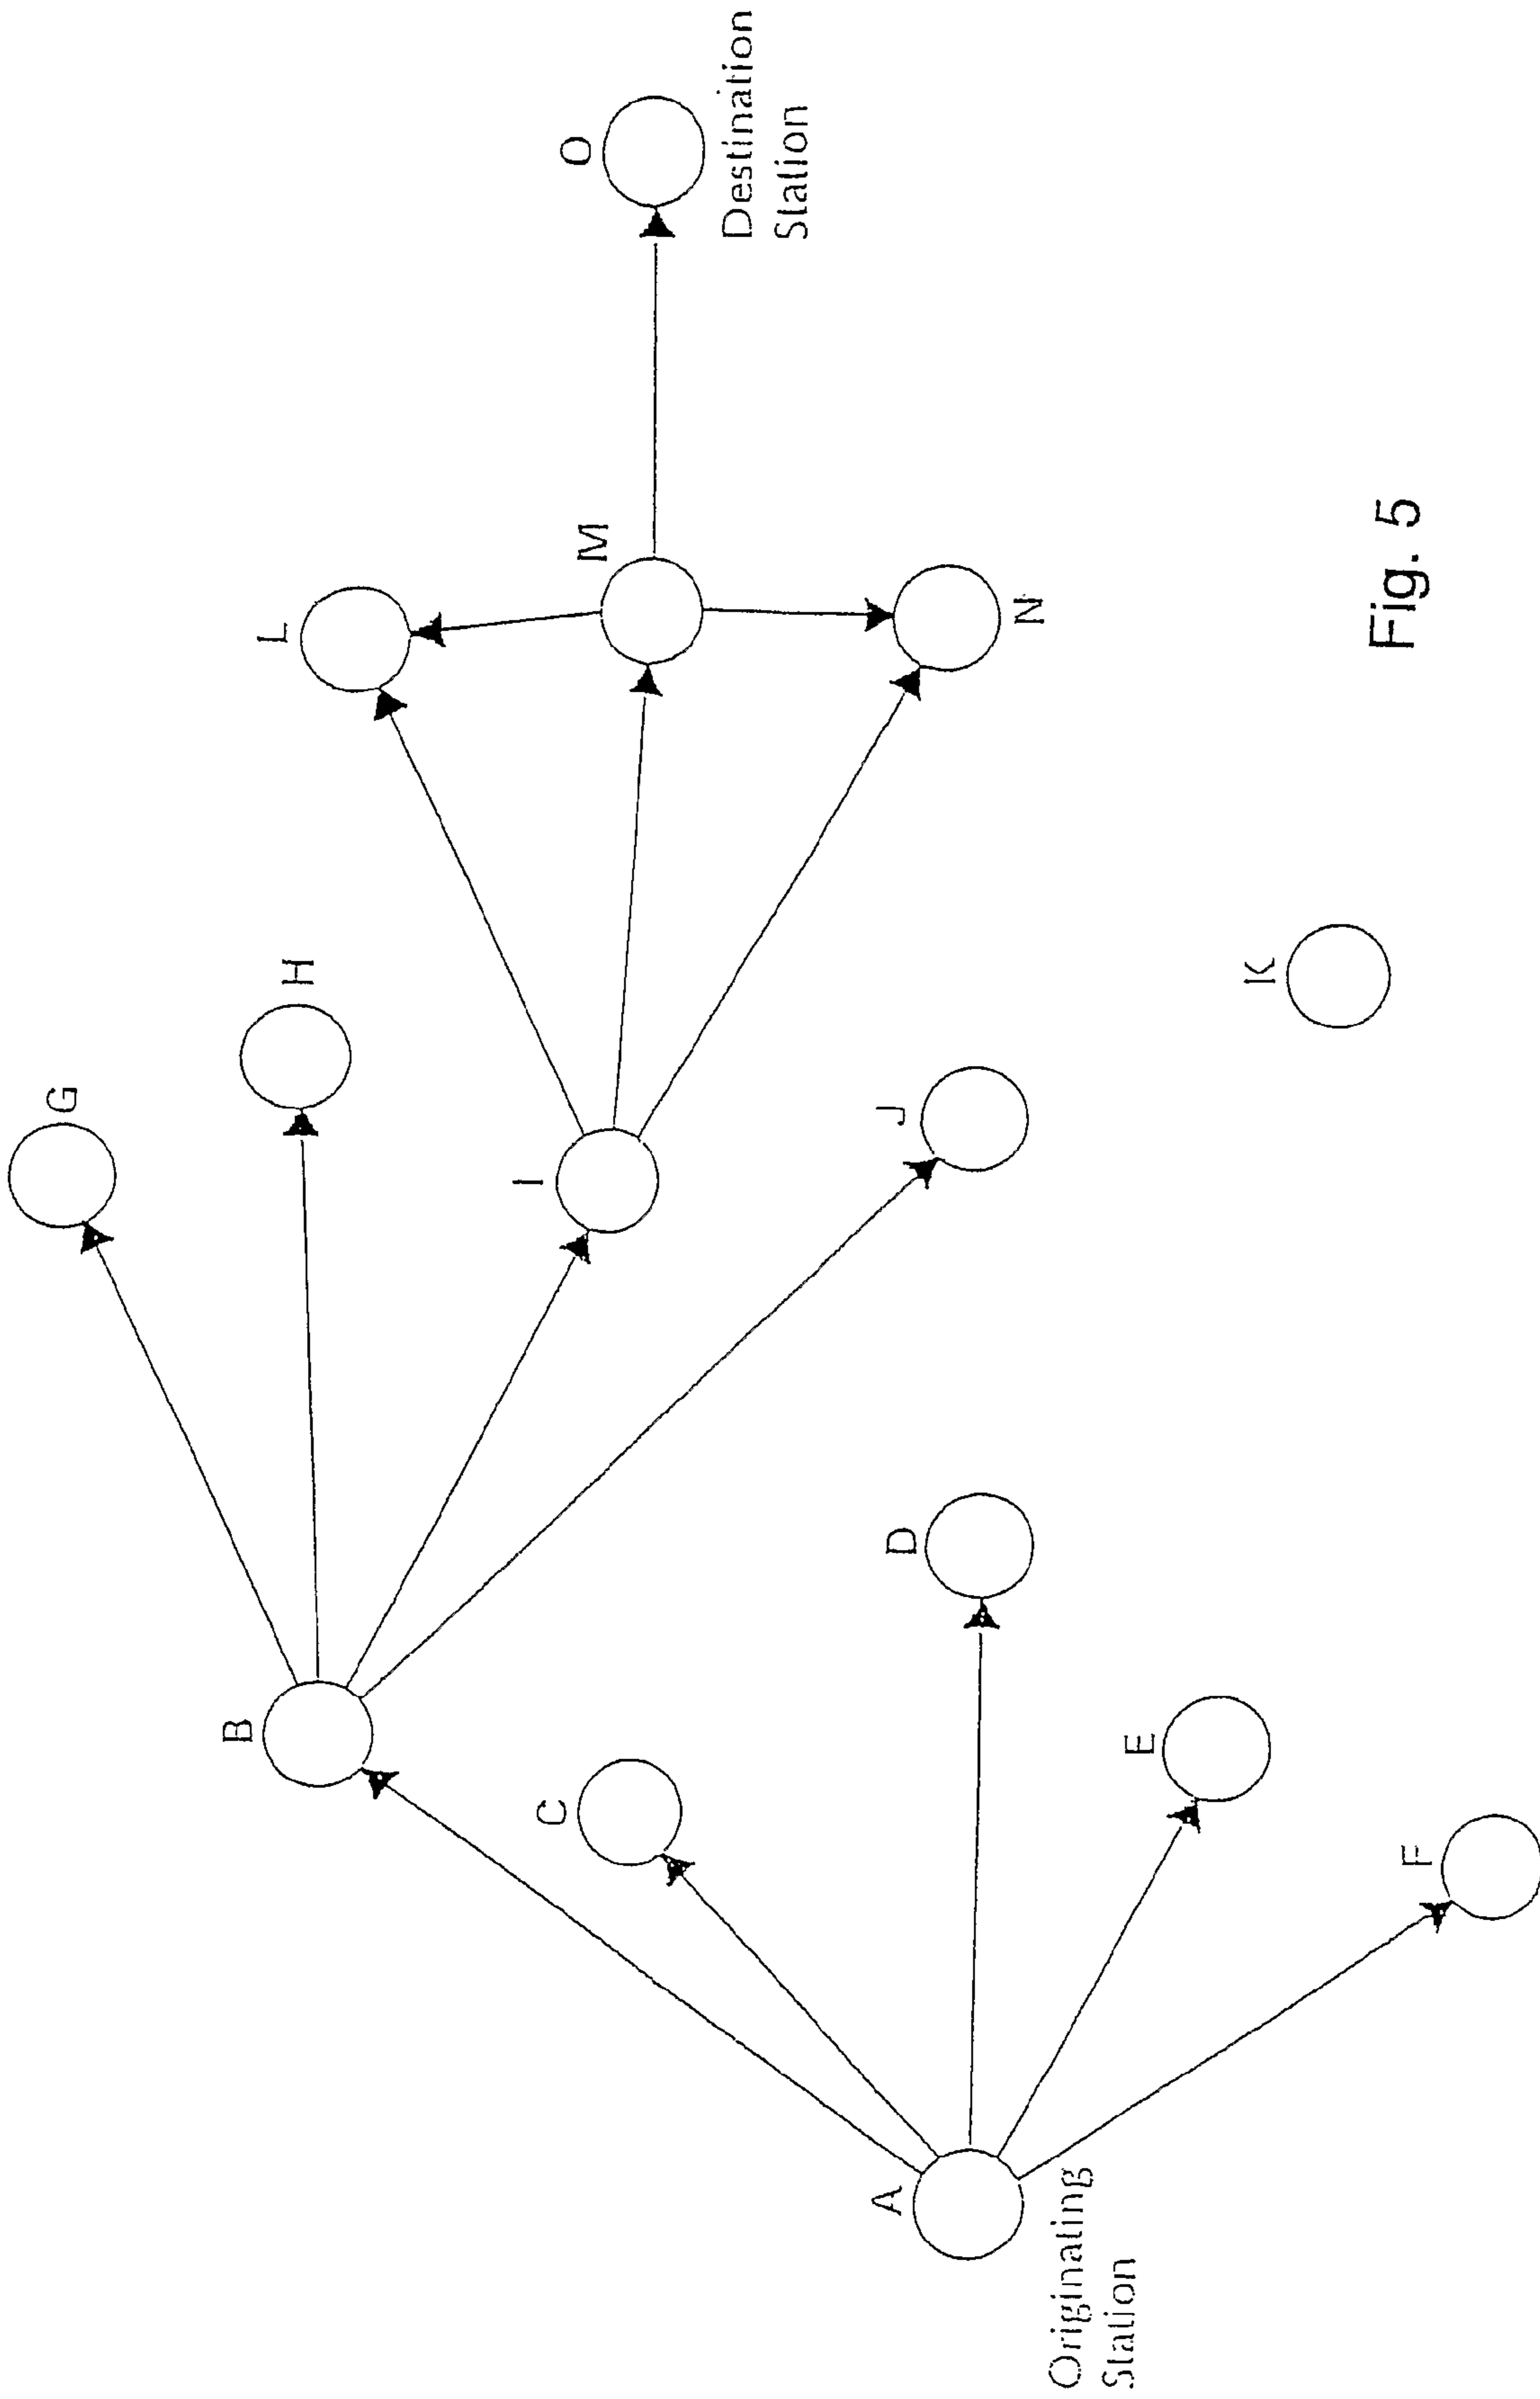 A
Originating
Station
B
C
D
E
F
G
H
I
J
K
L
M
N
O
Destination
Station
Fig. 5